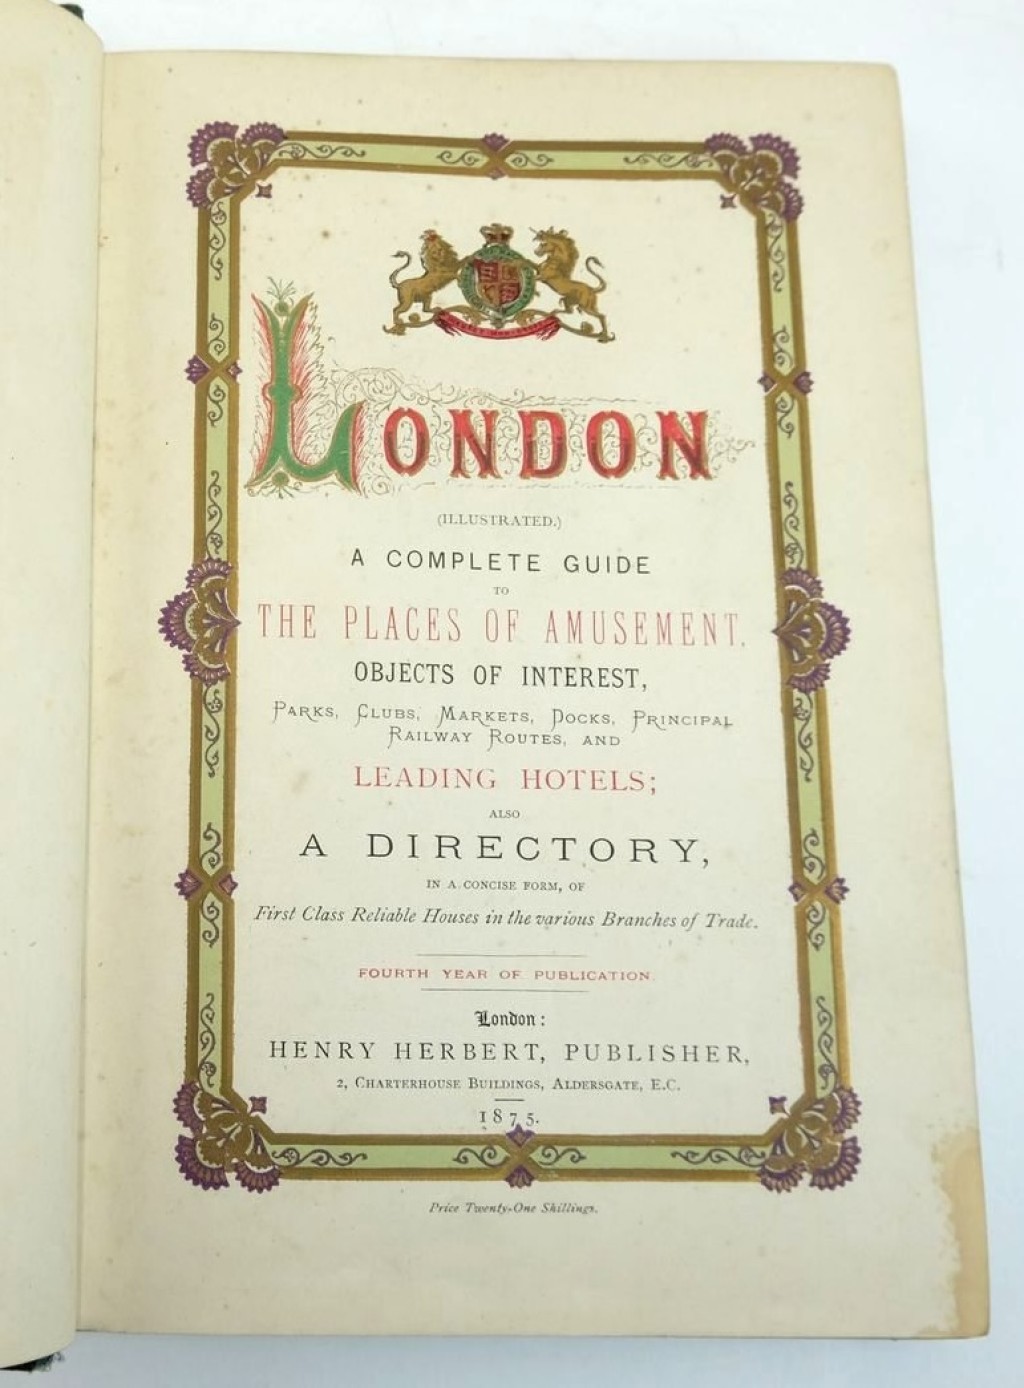 LONDON
(ILLUSTRATED.)
A COMPLETE GUIDE
TO
THE PLACES OF AMUSEMENT,
OBJECTS OF INTEREST,
PARKS, CLUBS, MARKETS, DOCKS, PRINCIPAL
RAILWAY ROUTES, AND
LEADING HOTELS;
ALSO
A DIRECTORY,
IN A CONCISE FORM, OF
First Class Reliable Houses in the various Branches of Trade.
FOURTH YEAR OF PUBLICATION.
London:
HENRY HERBERT, PUBLISHER,
2, CHARTERHOUSE BUILDINGS, ALDERSGATE, E.C.
1875.
Price Twenty-One Shillings.